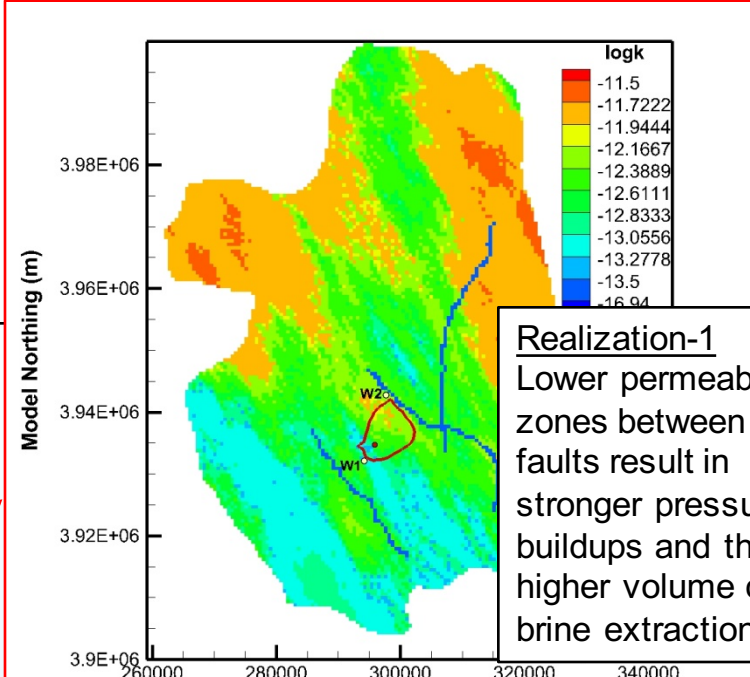 logk
-11.5
-11.7222
-11.9444
-12.1667
-12.3889
-12.6111
-12.8333
-13.0556
-13.2778
-13.5
-16.94
3.98E+06
3.96E+06
3.94E+06
3.92E+06
3.9E+06
Model Northing (m)
W2
W1
Realization-1
Lower permeab
zones between
faults result in
stronger pressu
buildups and th
higher volume
brine extraction
260000 280000 300000 320000 340000